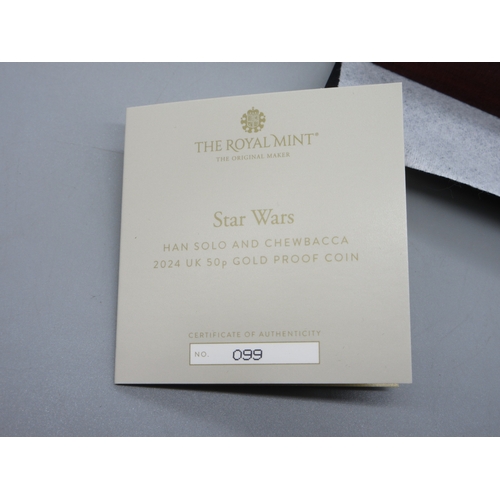 THE ROYAL MINT®
THE ORIGINAL MAKER
Star Wars
HAN SOLO AND CHEWBACCA
2024 UK 50p GOLD PROOF COIN
CERTIFICATE OF AUTHENTICITY
NO. 099